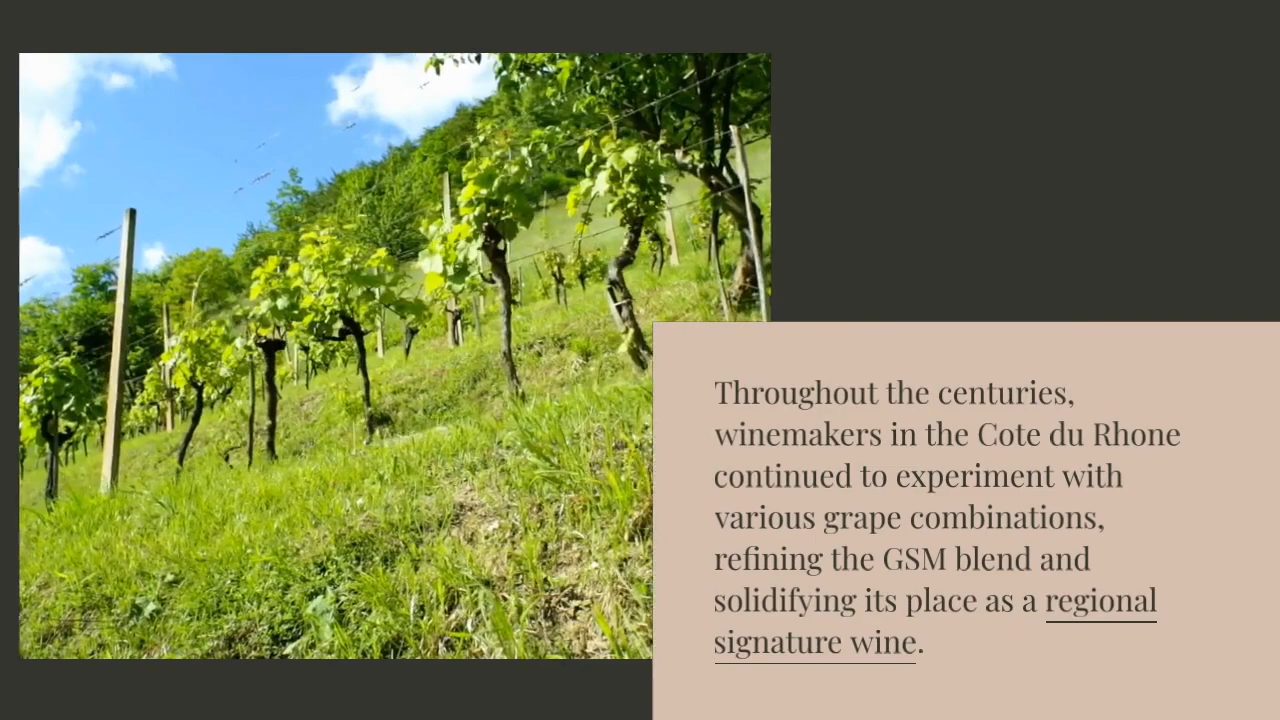 Throughout the centuries,
winemakers in the Cote du Rhone
continued to experiment with
various grape combinations,
refining the GSM blend and
solidifying its place as a regional
signature wine.